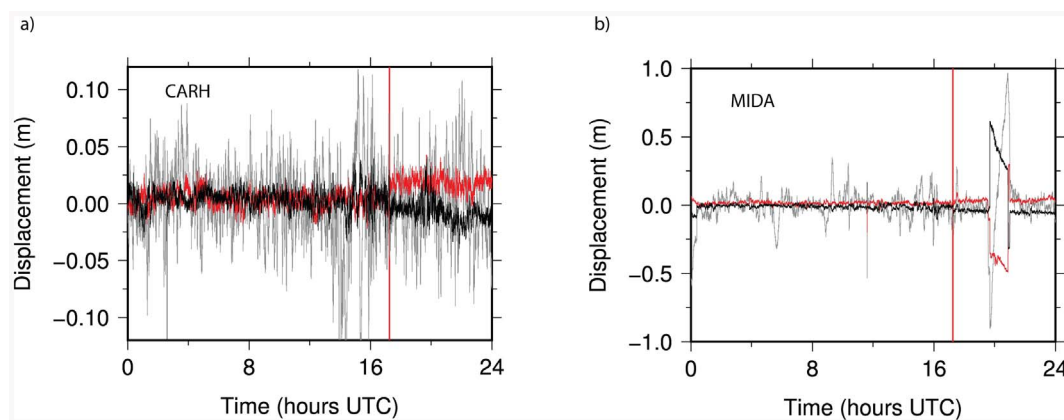 a)
CARH
Displacement (m)
0.10
0.05
0.00
−0.05
−0.10
0 8 16 24
Time (hours UTC)
b)
MIDA
Displacement (m)
1.0
0.5
0.0
−0.5
−1.0
0 8 16 24
Time (hours UTC)